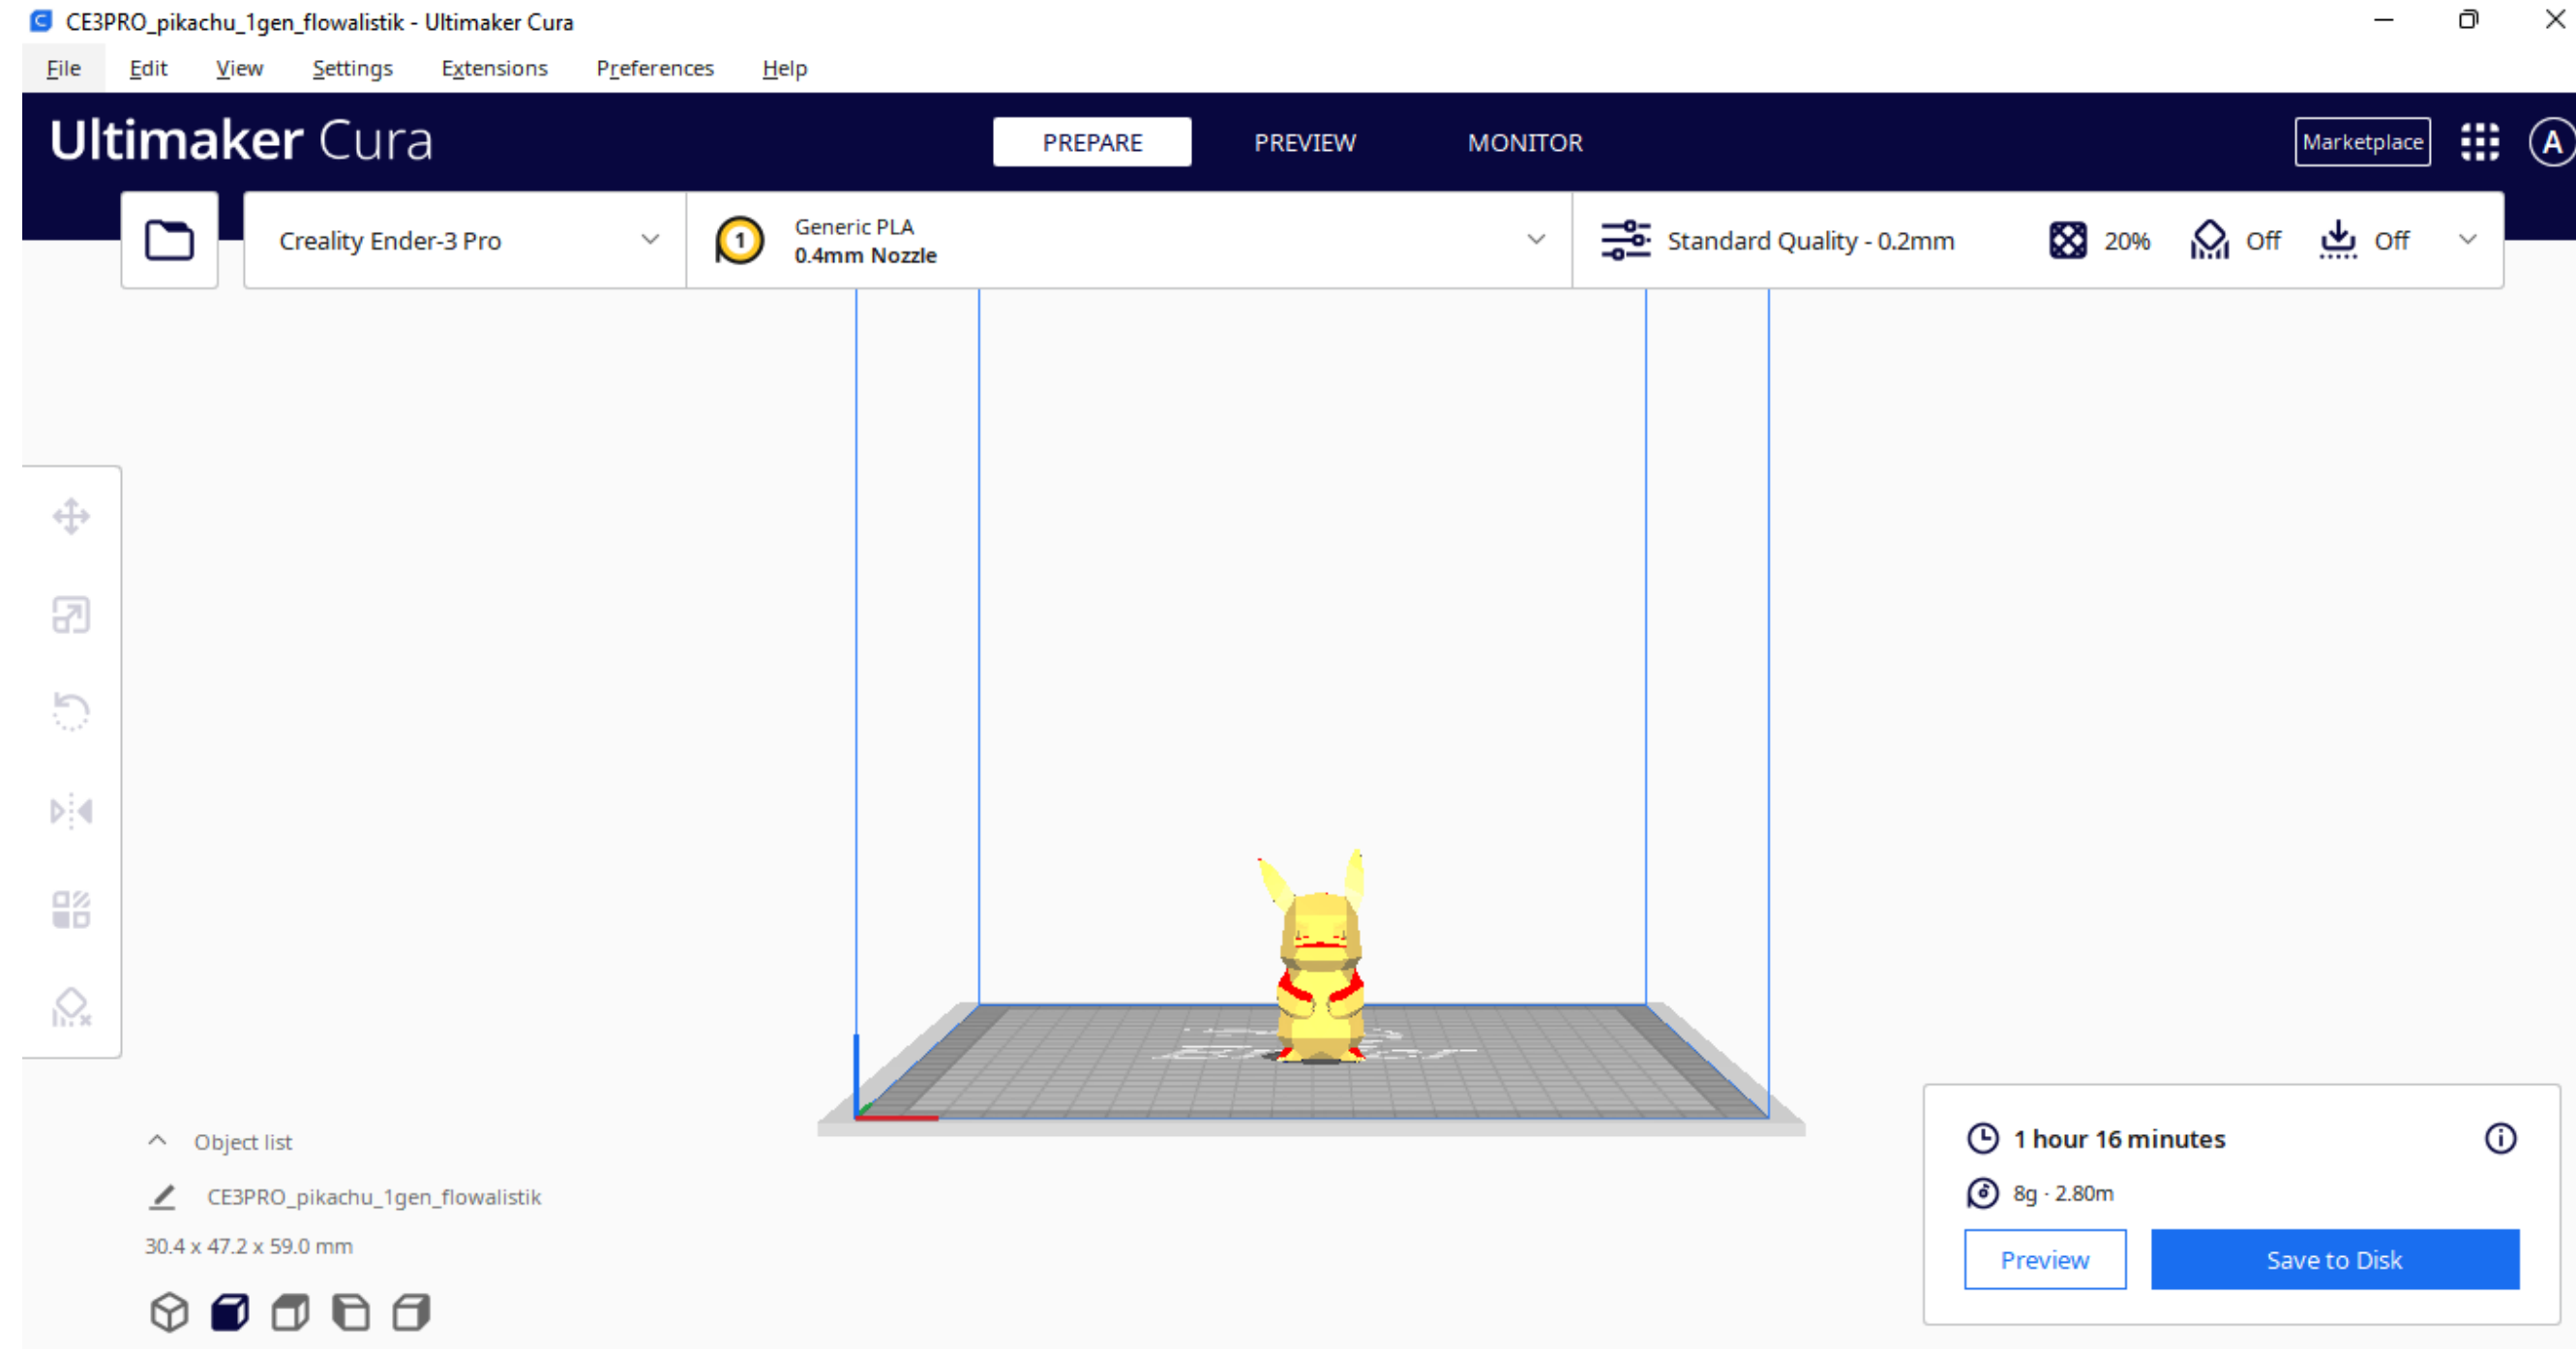 CE3PRO_pikachu_1gen_flowalistik - Ultimaker Cura
File Edit View Settings Extensions Preferences Help
Ultimaker Cura PREPARE PREVIEW MONITOR Marketplace A
Creality Ender-3 Pro
1 Generic PLA
0.4mm Nozzle
Standard Quality - 0.2mm 20% Off Off
Object list
CE3PRO_pikachu_1gen_flowalistik
30.4 x 47.2 x 59.0 mm
1 hour 16 minutes
8g · 2.80m
Preview Save to Disk